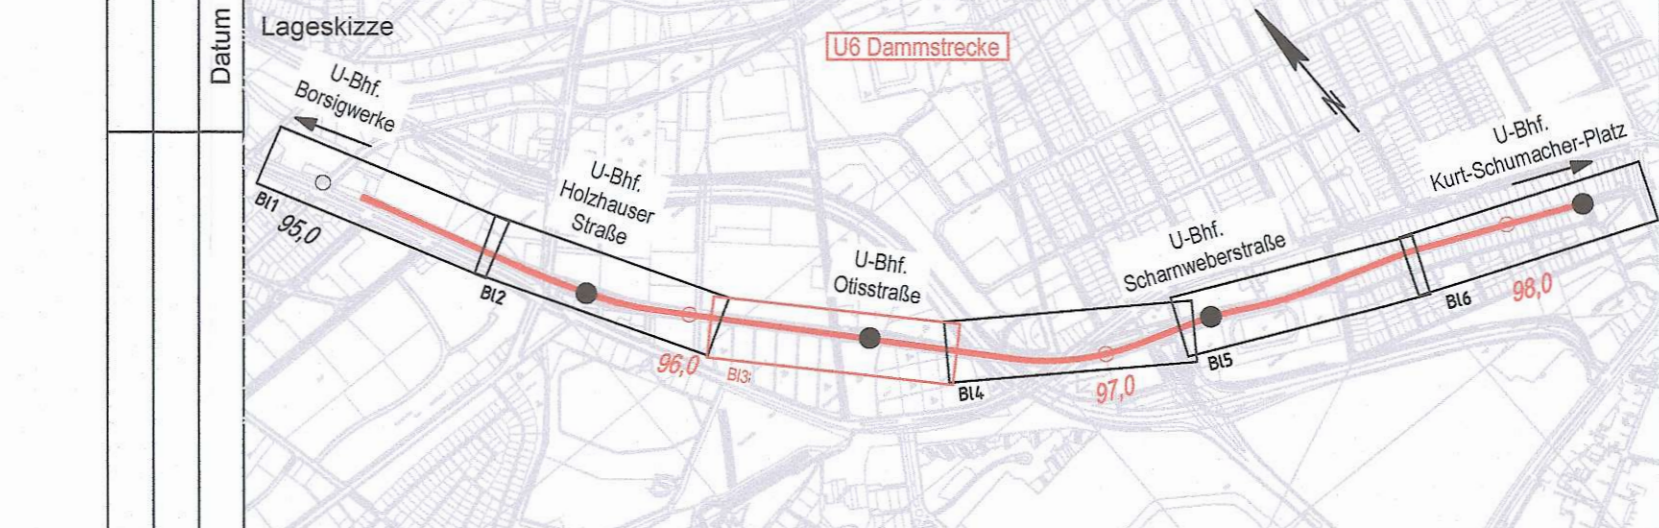 Datum
Lageskizze
U6 Dammstrecke
N
U-Bhf.
Borsigwerke
U-Bhf.
Holzhauser
Straße
U-Bhf.
Otisstraße
U-Bhf.
Scharnweberstraße
U-Bhf.
Kurt-Schumacher-Platz
Bl1
95,0
Bl2
96,0
Bl3
Bl4
97,0
Bl5
Bl6
98,0